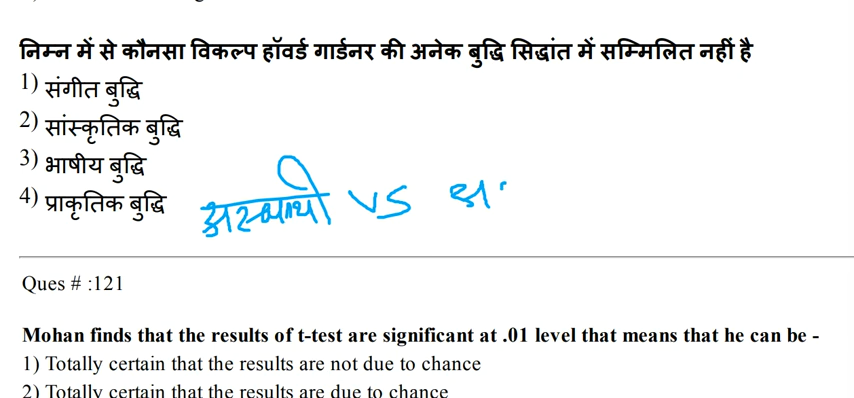 निम्न में से कौनसा विकल्प हॉवर्ड गार्डनर की अनेक बुद्धि सिद्धांत में सम्मिलित नहीं है
1) संगीत बुद्धि
2) सांस्कृतिक बुद्धि
3) भाषीय बुद्धि
4) प्राकृतिक बुद्धि
VS
Ques # :121
Mohan finds that the results of t-test are significant at .01 level that means that he can be -
1) Totally certain that the results are not due to chance
2) Totally certain that the results are due to chance